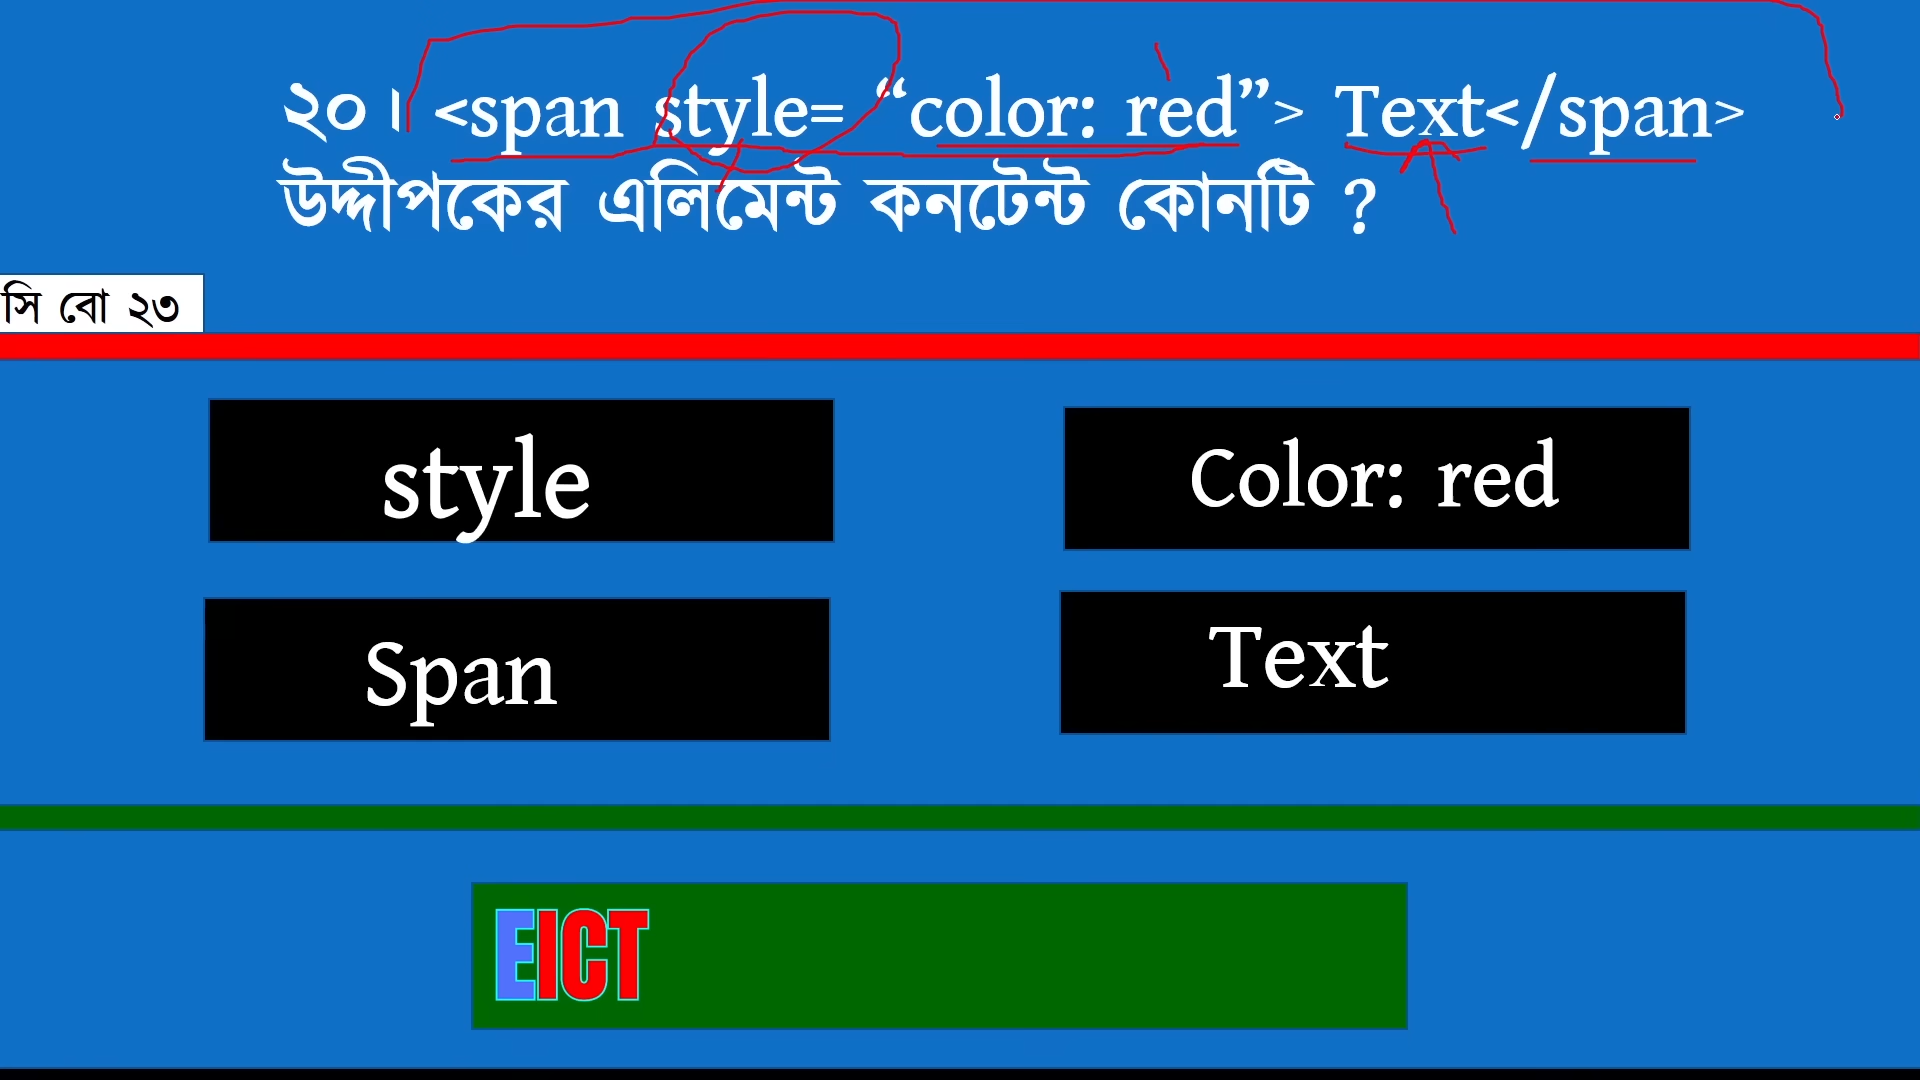 ২০। <span style= “color: red”> Text</span>
উদ্দীপকের এলিমেন্ট কনটেন্ট কোনটি ?
সি বো ২৩
style
Color: red
Span
Text
EICT